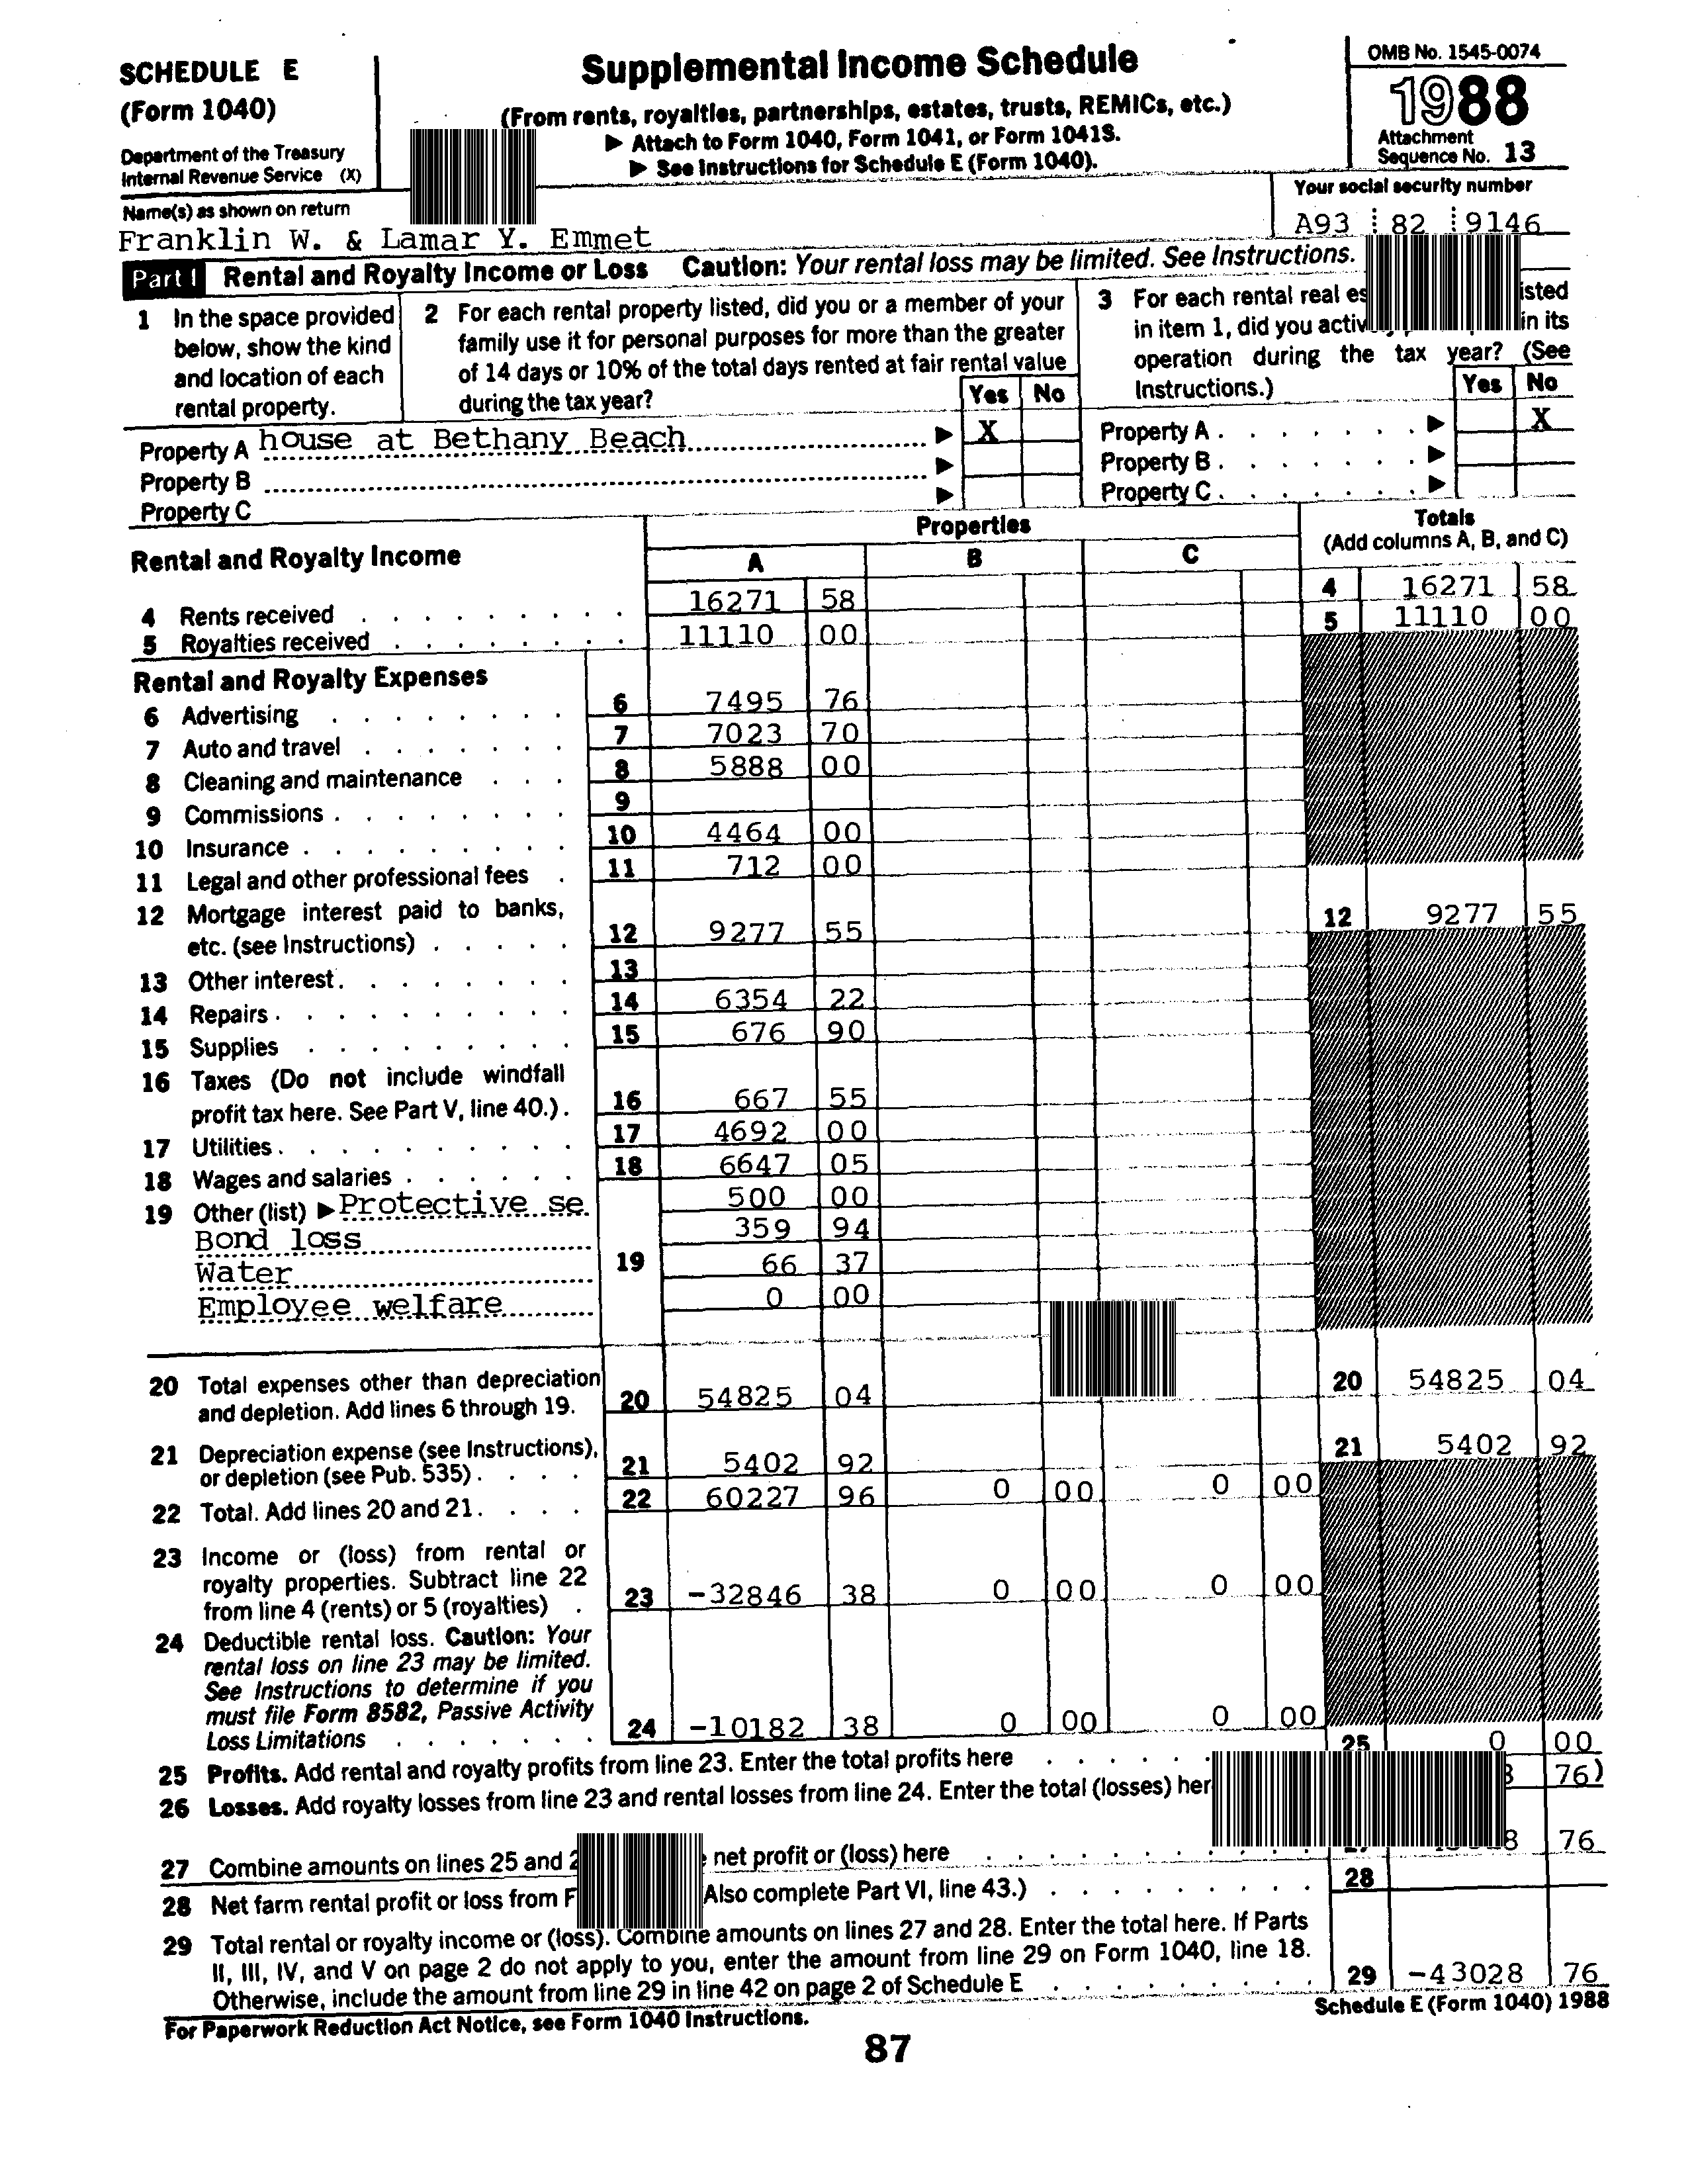 SCHEDULE E
(Form 1040)
Department of the Treasury
Internal Revenue Service (X)
Supplemental Income Schedule
(From rents, royalties, partnerships, estates, trusts, REMICs, etc.)
▶ Attach to Form 1040, Form 1041, or Form 1041S.
▶ See Instructions for Schedule E (Form 1040).
OMB No. 1545-0074
1988
Attachment
Sequence No. 13
Name(s) as shown on return
Franklin W. & Lamar Y. Emmet
Your social security number
A93 82 9146
Part I Rental and Royalty Income or Loss Caution: Your rental loss may be limited. See Instructions.
1 In the space provided
below, show the kind
and location of each
rental property.
2 For each rental property listed, did you or a member of your
family use it for personal purposes for more than the greater
of 14 days or 10% of the total days rented at fair rental value
during the tax year?
Yes No
3 For each rental real es isted
in item 1, did you activ in its
operation during the tax year? (See
Instructions.)
Yes No
Property A house at Bethany Beach ▶ X
Property B ▶
Property C ▶
Property A . . . . . . . ▶ X
Property B . . . . . . . ▶
Property C . . . . . . . ▶
Rental and Royalty Income
Properties
A B C
Totals
(Add columns A, B, and C)
4 Rents received . . . . . . . . 16271 58 4 16271 58
5 Royalties received . . . . . . . 11110 00 5 11110 00
Rental and Royalty Expenses
6 Advertising . . . . . . . . 6 7495 76
7 Auto and travel . . . . . . . 7 7023 70
8 Cleaning and maintenance . . . 8 5888 00
9 Commissions . . . . . . . . 9
10 Insurance . . . . . . . . . 10 4464 00
11 Legal and other professional fees . 11 712 00
12 Mortgage interest paid to banks,
etc. (see Instructions) . . . . . 12 9277 55 12 9277 55
13 Other interest . . . . . . . . 13
14 Repairs . . . . . . . . . . 14 6354 22
15 Supplies . . . . . . . . . 15 676 90
16 Taxes (Do not include windfall
profit tax here. See Part V, line 40.) . 16 667 55
17 Utilities . . . . . . . . . . 17 4692 00
18 Wages and salaries . . . . . . 18 6647 05
19 Other (list) ▶ Protective se 500 00
Bond loss 359 94
Water 19 66 37
Employee welfare 0 00
20 Total expenses other than depreciation
and depletion. Add lines 6 through 19. 20 54825 04 20 54825 04
21 Depreciation expense (see Instructions),
or depletion (see Pub. 535) . . . . 21 5402 92 21 5402 92
22 Total. Add lines 20 and 21 . . . . 22 60227 96 0 00 0 00
23 Income or (loss) from rental or
royalty properties. Subtract line 22
from line 4 (rents) or 5 (royalties) . 23 -32846 38 0 00 0 00
24 Deductible rental loss. Caution: Your
rental loss on line 23 may be limited.
See Instructions to determine if you
must file Form 8582, Passive Activity
Loss Limitations . . . . . . . 24 -10182 38 0 00 0 00
25 Profits. Add rental and royalty profits from line 23. Enter the total profits here . . . . . . 25 0 00
26 Losses. Add royalty losses from line 23 and rental losses from line 24. Enter the total (losses) her 76)
27 Combine amounts on lines 25 and net profit or (loss) here . . . . . . . . . . 8 76
28 Net farm rental profit or loss from F Also complete Part VI, line 43.) . . . . . . . . . 28
29 Total rental or royalty income or (loss). Combine amounts on lines 27 and 28. Enter the total here. If Parts
II, III, IV, and V on page 2 do not apply to you, enter the amount from line 29 on Form 1040, line 18.
Otherwise, include the amount from line 29 in line 42 on page 2 of Schedule E . . . . . . . . . 29 -43028 76
For Paperwork Reduction Act Notice, see Form 1040 Instructions.
Schedule E (Form 1040) 1988
87